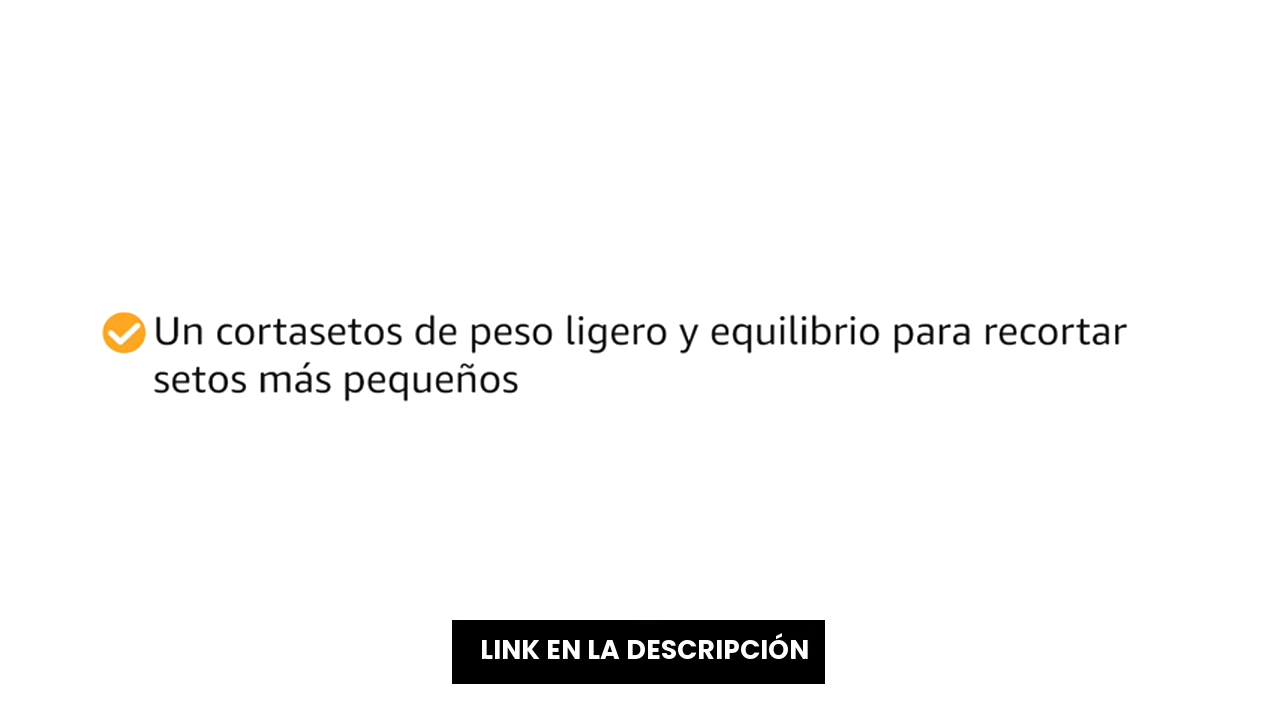 Un cortasetos de peso ligero y equilibrio para recortar
setos más pequeños
LINK EN LA DESCRIPCIÓN